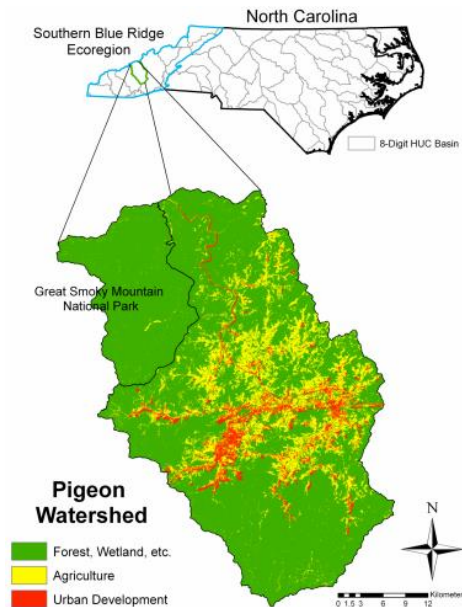 North Carolina
Southern Blue Ridge
Ecoregion
8-Digit HUC Basin
Great Smoky Mountain
National Park
Pigeon
Watershed
Forest, Wetland, etc.
Agriculture
Urban Development
N
Kilometer
0 1.5 3 6 9 12